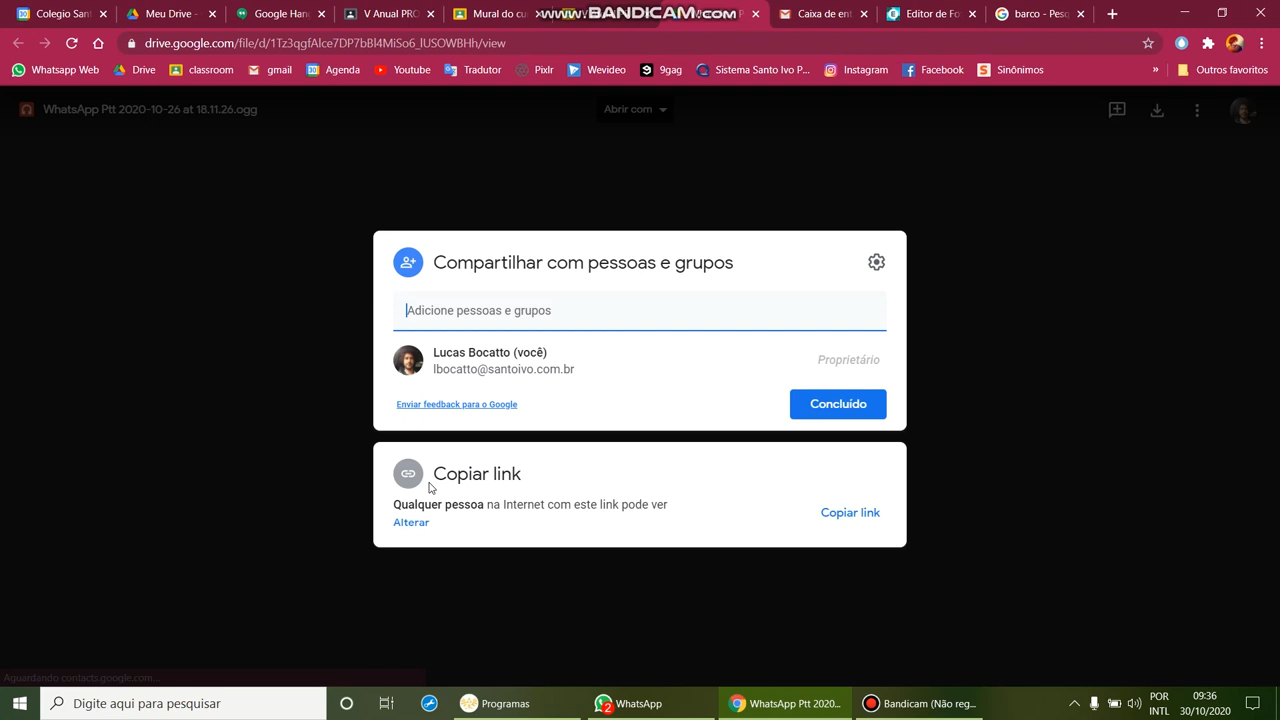 Colegio Sant
Meu Drive -
Google Han
V Anual PRO
Mural do cu
www.BANDICAM.com
Caixa de ent
Editor de Fo
barco - Pesq
drive.google.com/file/d/1Tz3qgfAlce7DP7bBl4MiSo6_lUSOWBHh/view
Whatsapp Web
Drive
classroom
gmail
Agenda
Youtube
Tradutor
Pixlr
Wevideo
9gag
Sistema Santo Ivo P...
Instagram
Facebook
Sinônimos
»
Outros favoritos
WhatsApp Ptt 2020-10-26 at 18.11.26.ogg
Abrir com
Compartilhar com pessoas e grupos
Adicione pessoas e grupos
Lucas Bocatto (você)
lbocatto@santoivo.com.br
Proprietário
Enviar feedback para o Google
Concluído
Copiar link
Qualquer pessoa na Internet com este link pode ver
Alterar
Copiar link
Aguardando contacts.google.com...
Digite aqui para pesquisar
Programas
2
WhatsApp
WhatsApp Ptt 2020...
Bandicam (Não reg...
POR
INTL
09:36
30/10/2020